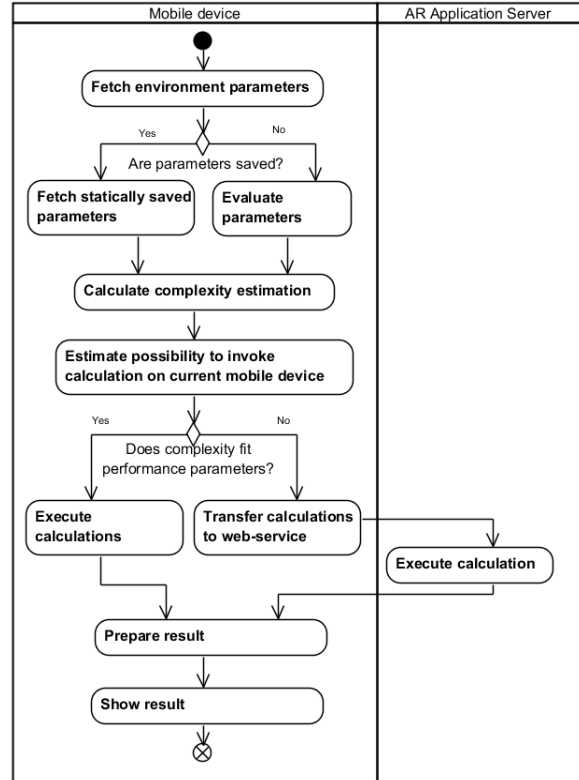 Mobile device
AR Application Server
Fetch environment parameters
Yes
No
Are parameters saved?
Fetch statically saved
parameters
Evaluate
parameters
Calculate complexity estimation
Estimate possibility to invoke
calculation on current mobile device
Yes
No
Does complexity fit
performance parameters?
Execute
calculations
Transfer calculations
to web-service
Execute calculation
Prepare result
Show result